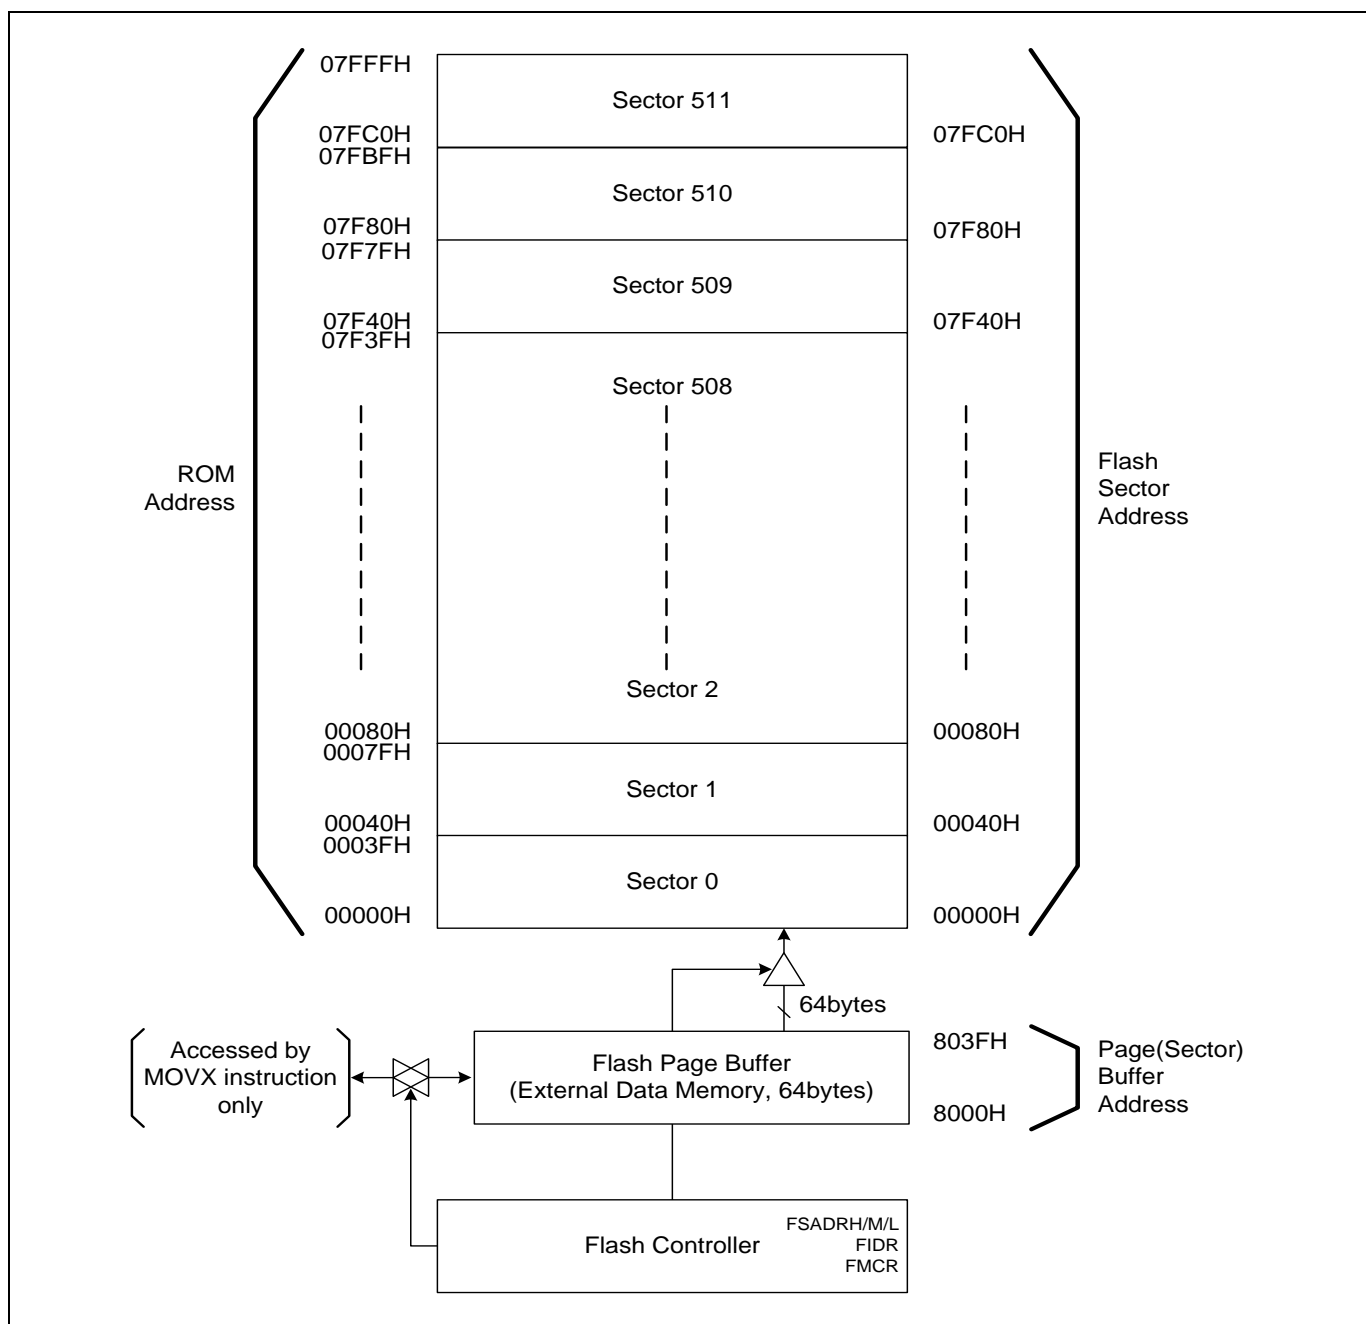 07FFFH
Sector 511
07FC0H
07FC0H
07FBFH
Sector 510
07F80H
07F80H
07F7FH
Sector 509
07F40H
07F40H
07F3FH
Sector 508
ROM
Address
Flash
Sector
Address
Sector 2
00080H
00080H
0007FH
Sector 1
00040H
00040H
0003FH
Sector 0
00000H
00000H
64bytes
Accessed by
MOVX instruction
only
Flash Page Buffer
(External Data Memory, 64bytes)
803FH
8000H
Page(Sector)
Buffer
Address
Flash Controller
FSADRH/M/L
FIDR
FMCR